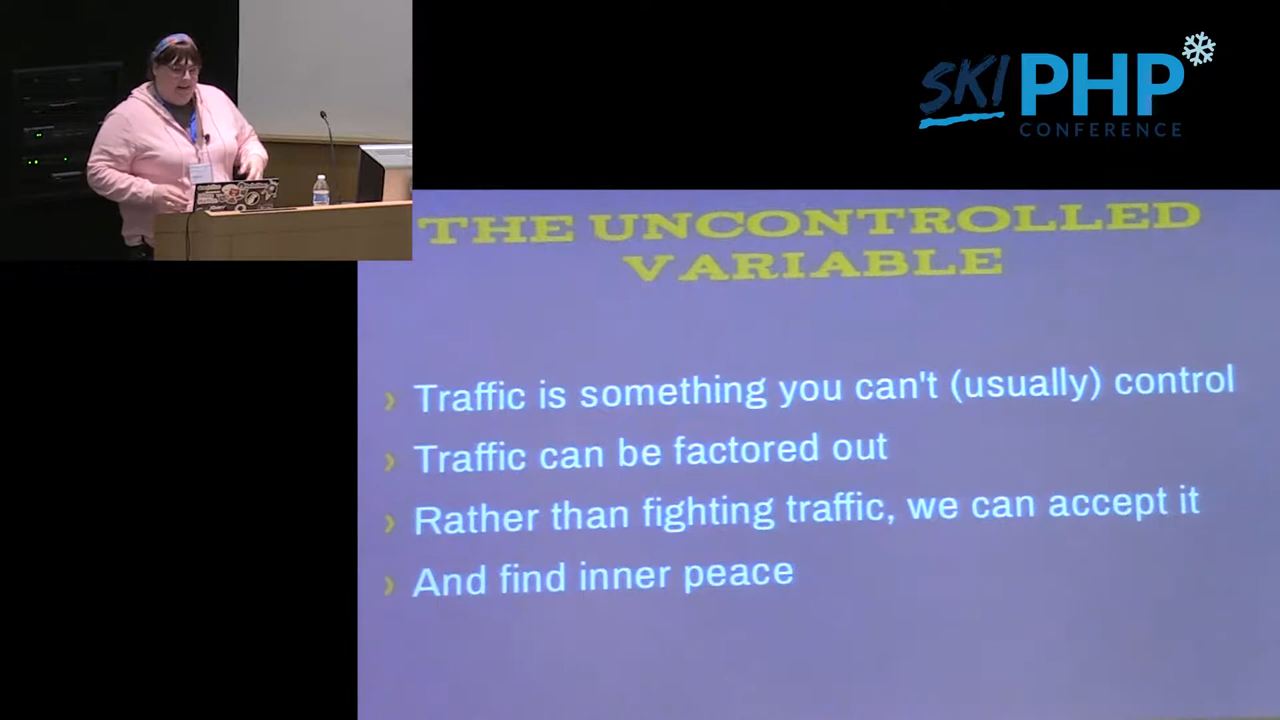 SKI PHP
CONFERENCE
THE UNCONTROLLED
VARIABLE
› Traffic is something you can't (usually) control
› Traffic can be factored out
› Rather than fighting traffic, we can accept it
› And find inner peace